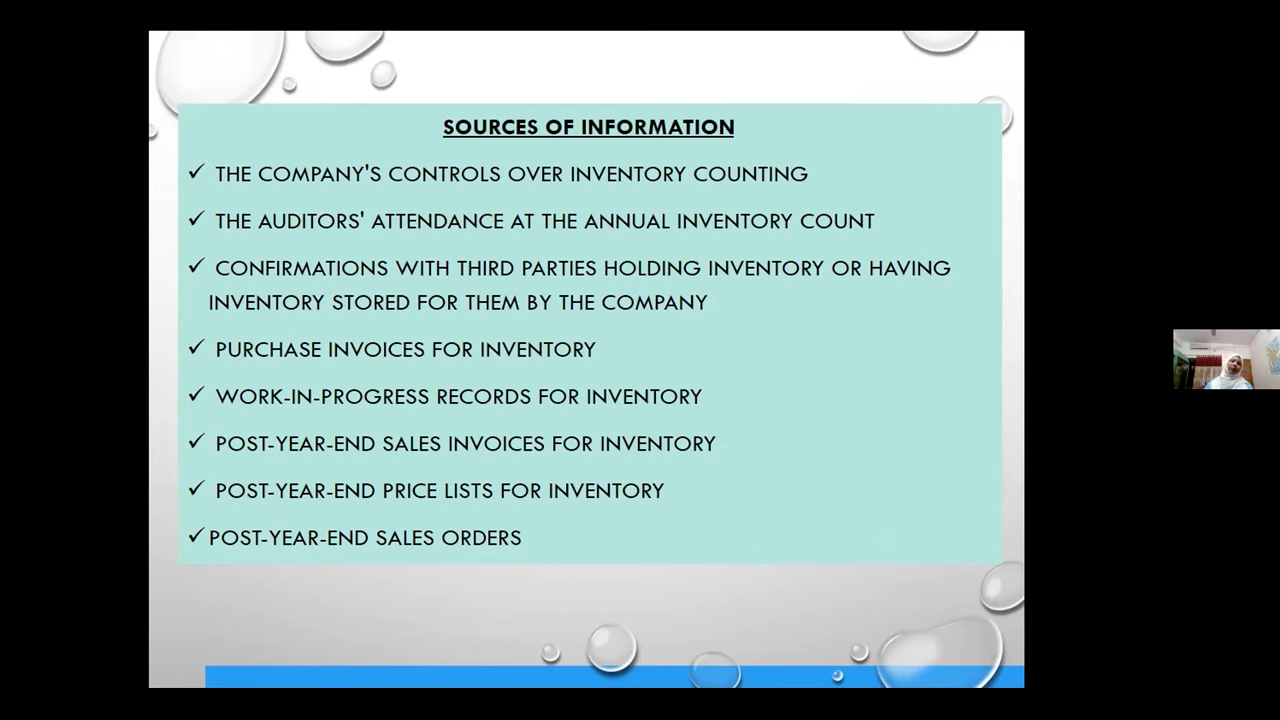 SOURCES OF INFORMATION
✓ THE COMPANY'S CONTROLS OVER INVENTORY COUNTING
✓ THE AUDITORS' ATTENDANCE AT THE ANNUAL INVENTORY COUNT
✓ CONFIRMATIONS WITH THIRD PARTIES HOLDING INVENTORY OR HAVING
INVENTORY STORED FOR THEM BY THE COMPANY
✓ PURCHASE INVOICES FOR INVENTORY
✓ WORK-IN-PROGRESS RECORDS FOR INVENTORY
✓ POST-YEAR-END SALES INVOICES FOR INVENTORY
✓ POST-YEAR-END PRICE LISTS FOR INVENTORY
✓ POST-YEAR-END SALES ORDERS